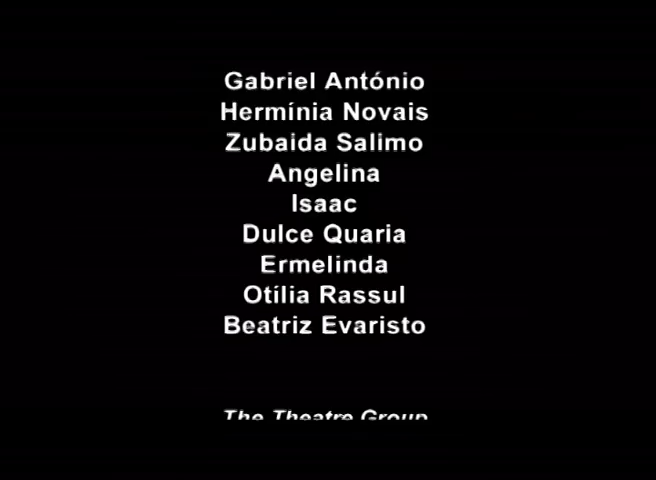 Gabriel António
Hermínia Novais
Zubaida Salimo
Angelina
Isaac
Dulce Quaria
Ermelinda
Otília Rassul
Beatriz Evaristo
The Theatre Group